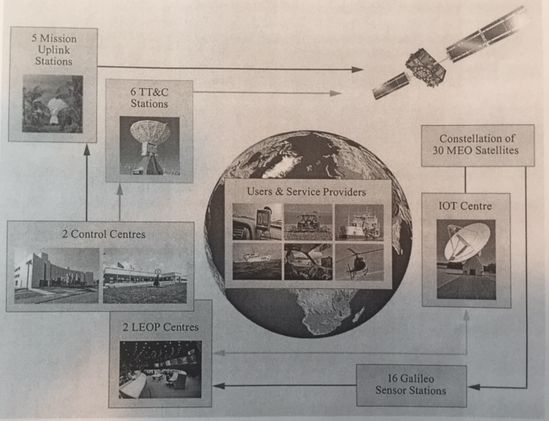 5 Mission
Uplink
Stations
6 TT&C
Stations
Constellation of
30 MEO Satellites
Users & Service Providers
IOT Centre
2 Control Centres
2 LEOP Centres
16 Galileo
Sensor Stations